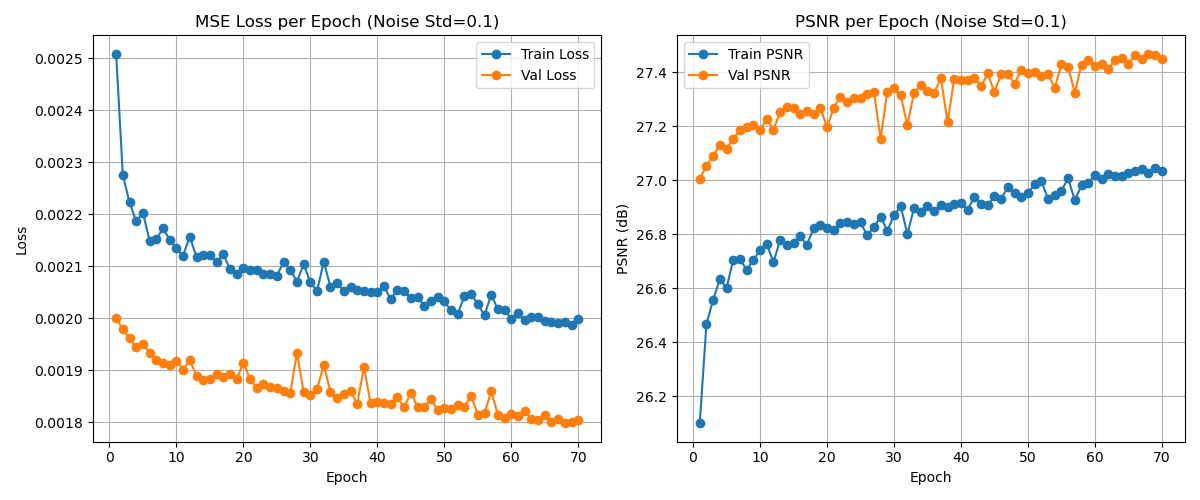 MSE Loss per Epoch (Noise Std=0.1)
Train Loss
Val Loss
0.0025
0.0024
0.0023
0.0022
0.0021
0.0020
0.0019
0.0018
Loss
0 10 20 30 40 50 60 70
Epoch
PSNR per Epoch (Noise Std=0.1)
Train PSNR
Val PSNR
27.4
27.2
27.0
26.8
26.6
26.4
26.2
PSNR (dB)
0 10 20 30 40 50 60 70
Epoch